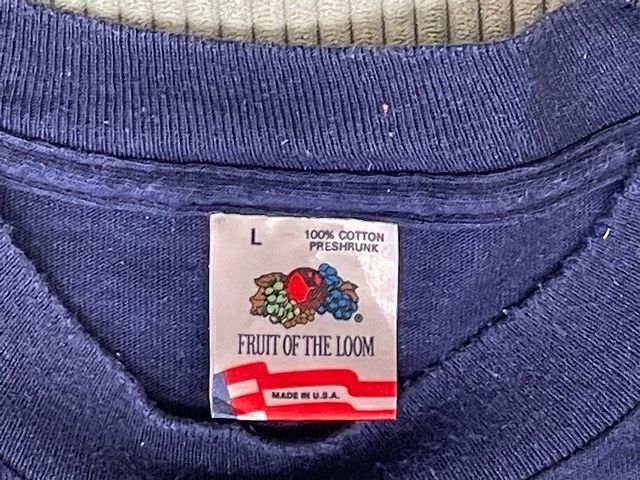 L
100% COTTON
PRESHRUNK
®
FRUIT OF THE LOOM
MADE IN U.S.A.